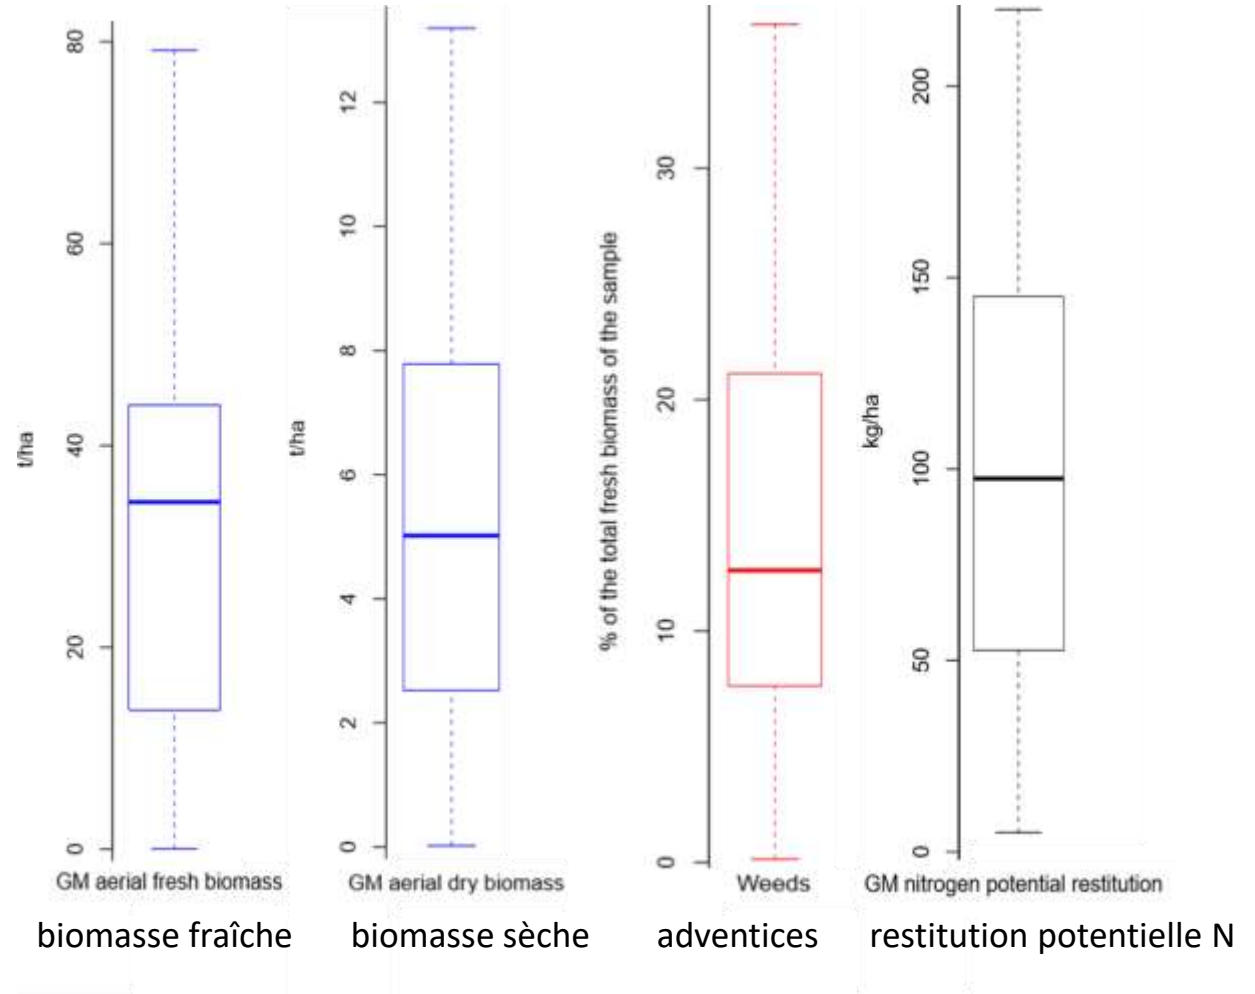 t/ha
80
60
40
20
0
GM aerial fresh biomass
biomasse fraîche
t/ha
12
10
8
6
4
2
0
GM aerial dry biomass
biomasse sèche
% of the total fresh biomass of the sample
30
20
10
0
Weeds
adventices
kg/ha
200
150
100
50
0
GM nitrogen potential restitution
restitution potentielle N